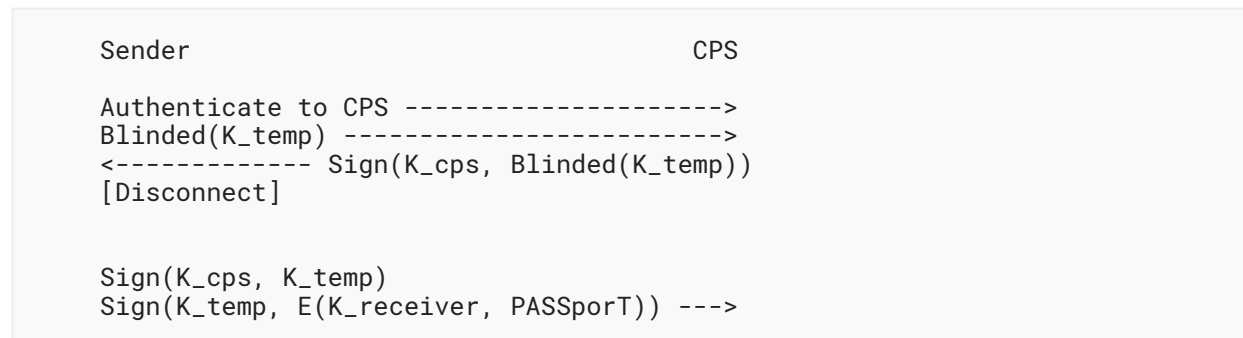 Sender                                 CPS
Authenticate to CPS --------------------->
Blinded(K_temp) ------------------------->
<------------- Sign(K_cps, Blinded(K_temp))
[Disconnect]
Sign(K_cps, K_temp)
Sign(K_temp, E(K_receiver, PASSporT)) --->